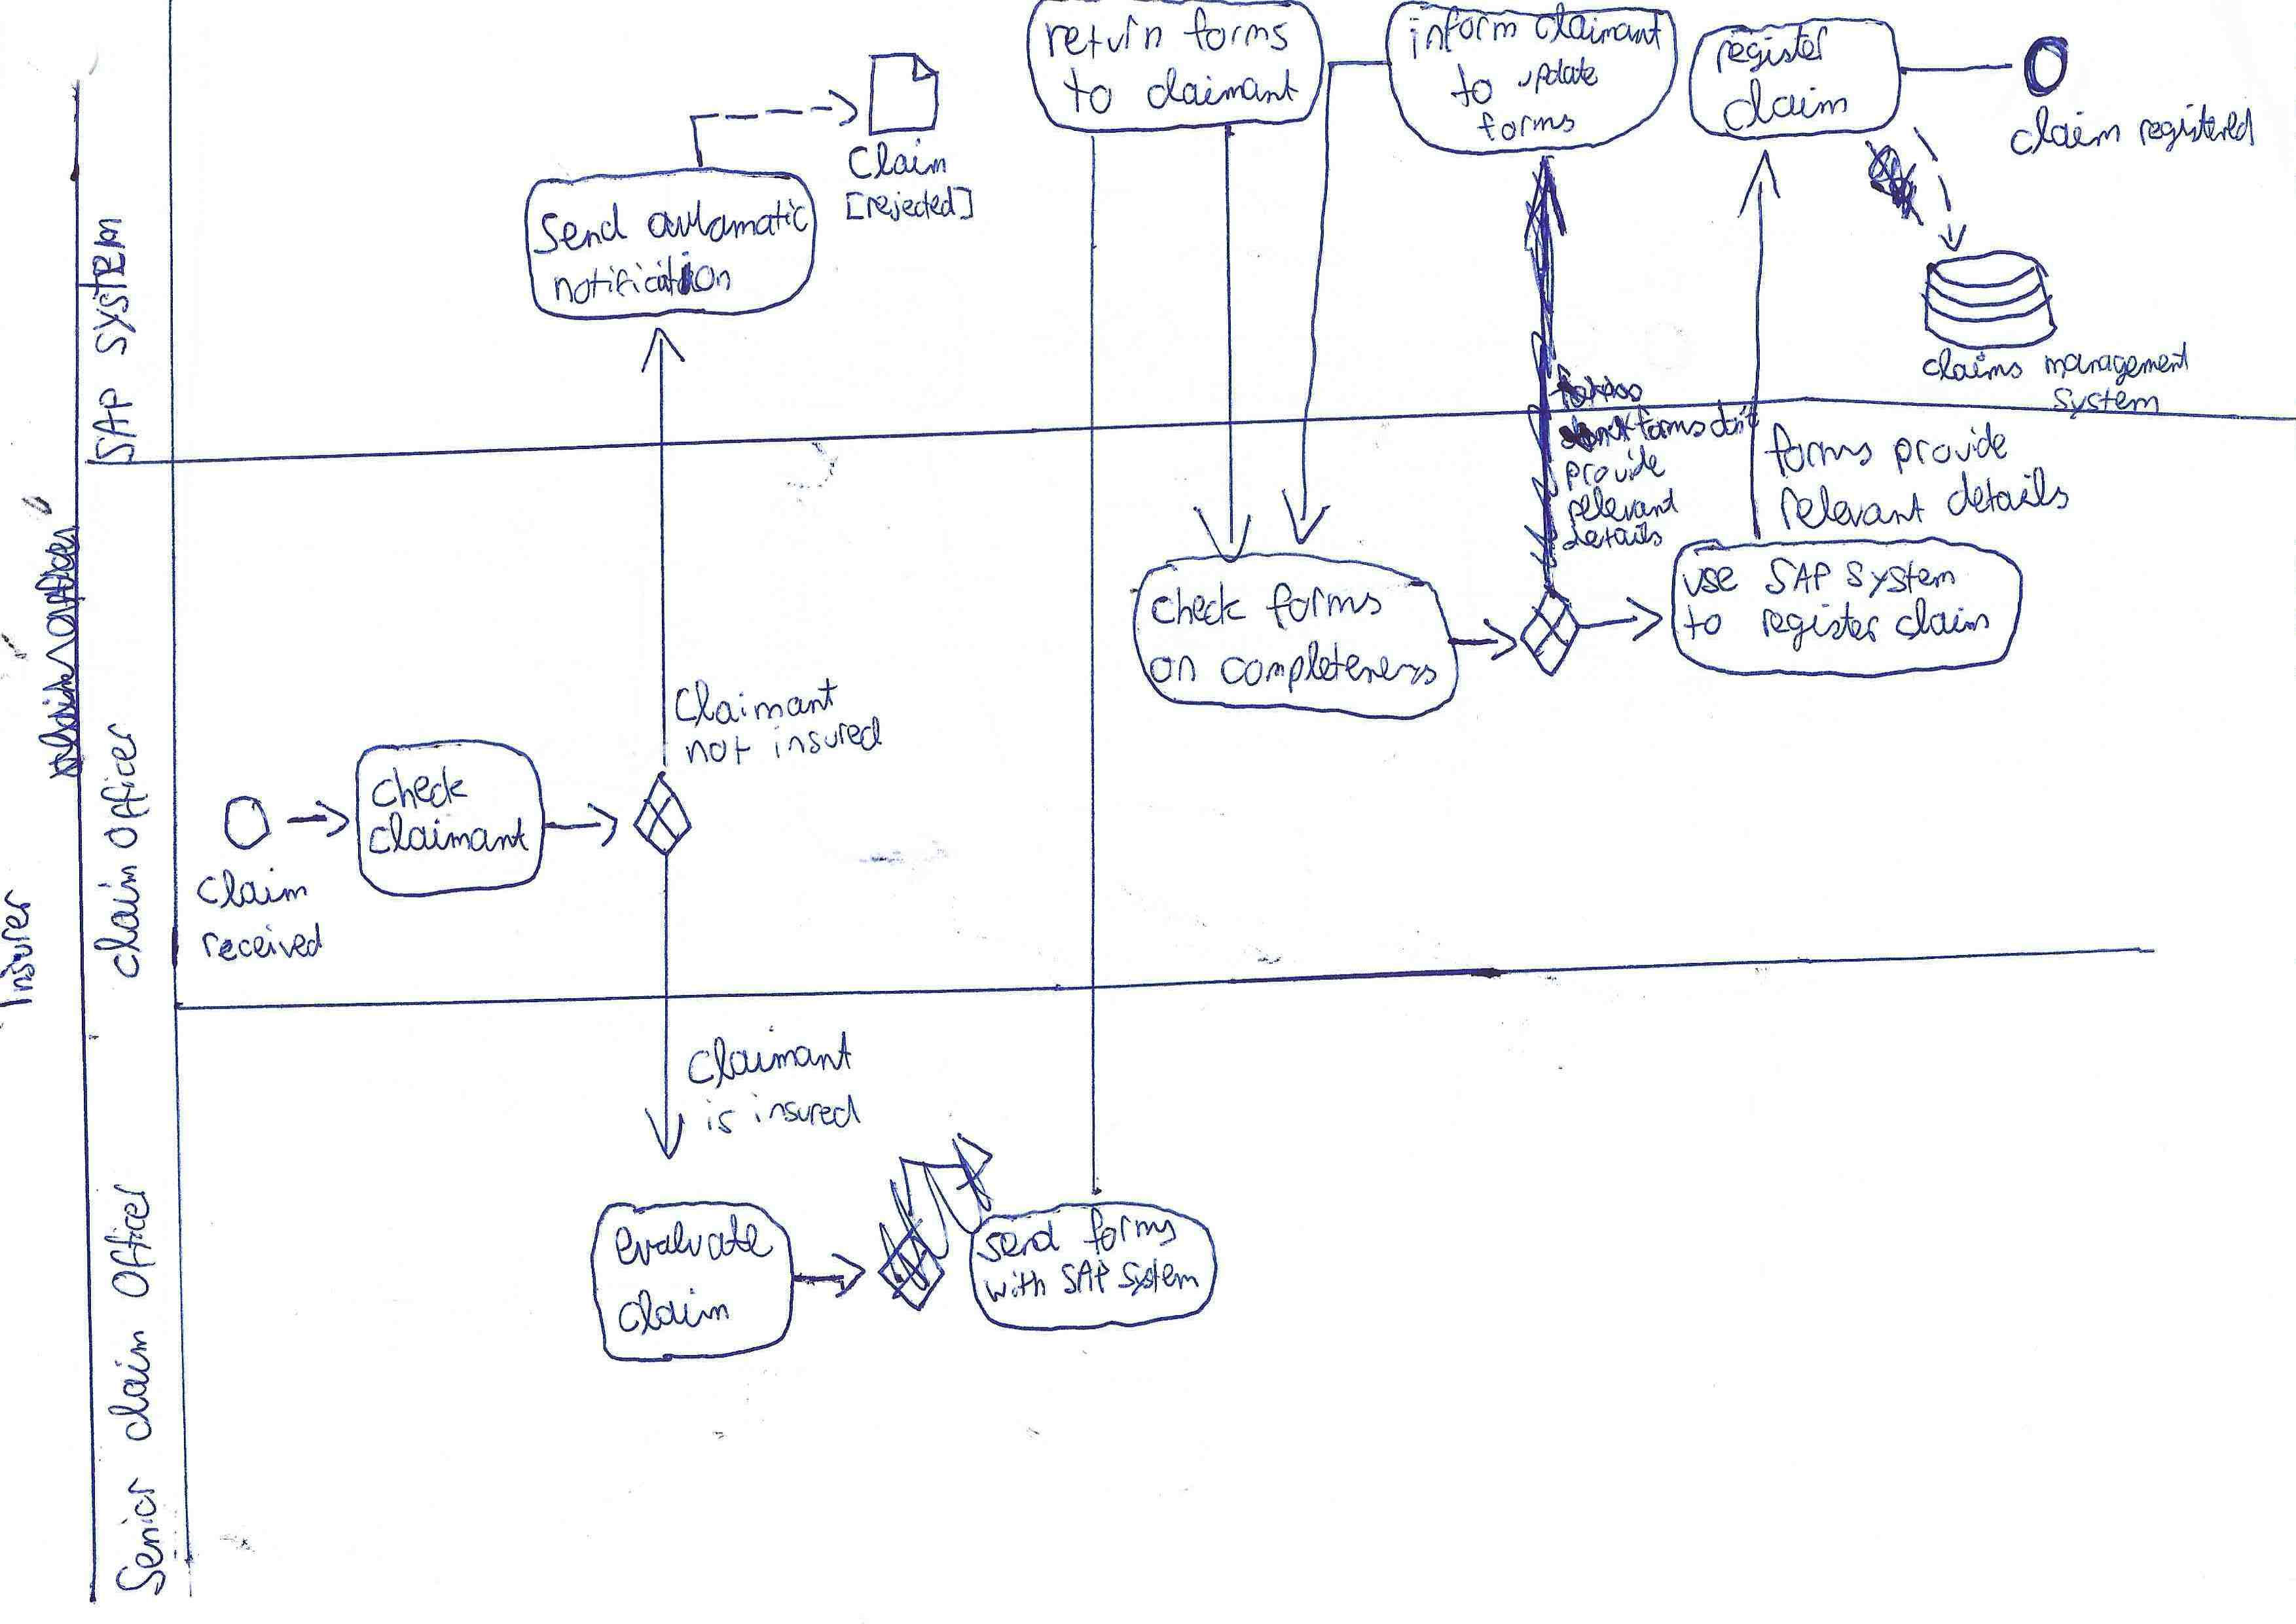 return forms
to claimant
inform claimant
to update
forms
register
claim
claim registered
Claim
[rejected]
Send automatic
notification
claims management
system
SAP SYSTEM
forms don't
provide
relevant
details
forms provide
relevant details
check forms
on completeness
use SAP system
to register claim
Claimant
not insured
check
claimant
Claim
received
claim Officer
Insurer
Claimant
is insured
evaluate
claim
send forms
with SAP System
Senior claim Officer